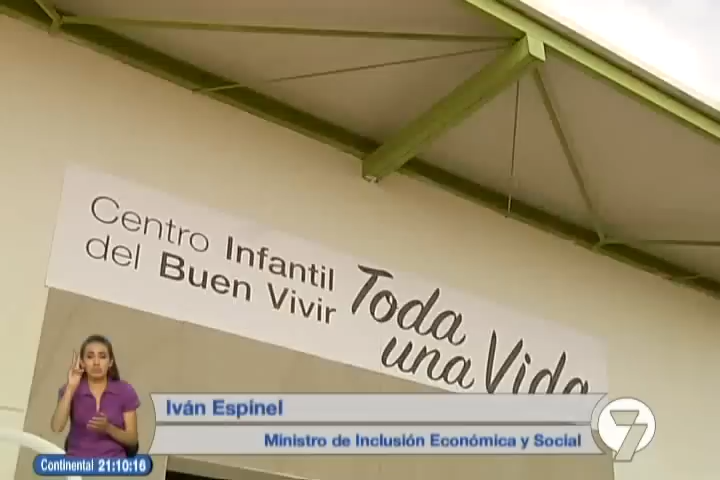 Centro Infantil
del Buen Vivir
Toda
una Vida
Iván Espinel
Ministro de Inclusión Económica y Social
7
Continental 21:10:16